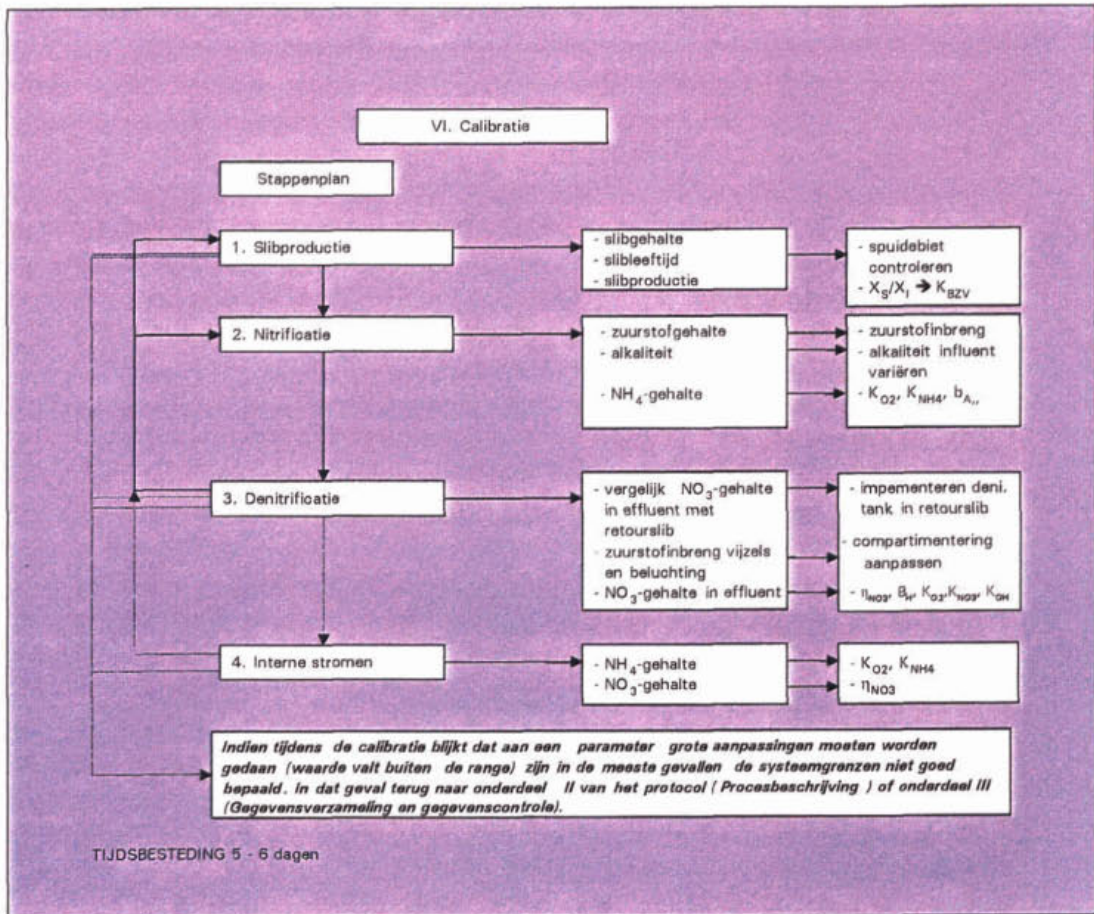 VI. Calibratie
Stappenplan
1. Slibproductie
- slibgehalte
- slibleeftijd
- slibproductie
- spuidebiet
controleren
- X_S/X_I ➔ K_BZV
2. Nitrificatie
- zuurstofgehalte
- alkaliteit
- NH_4-gehalte
- zuurstofinbreng
- alkaliteit influent
variëren
- K_O2, K_NH4, b_A,,
3. Denitrificatie
- vergelijk NO_3-gehalte
in effluent met
retourslib
- zuurstofinbreng vijzels
en beluchting
- NO_3-gehalte in effluent
- impementeren deni.
tank in retourslib
- compartimentering
aanpassen
- η_NO3, B_H, K_O2, K_NO3, K_OH
4. Interne stromen
- NH_4-gehalte
- NO_3-gehalte
- K_O2, K_NH4
- η_NO3
Indien tijdens de calibratie blijkt dat aan een parameter grote aanpassingen moeten worden
gedaan (waarde valt buiten de range) zijn in de meeste gevallen de systeemgrenzen niet goed
bepaald. In dat geval terug naar onderdeel II van het protocol ( Procesbeschrijving ) of onderdeel III
(Gegevensverzameling en gegevenscontrole).
TIJDSBESTEDING 5 - 6 dagen